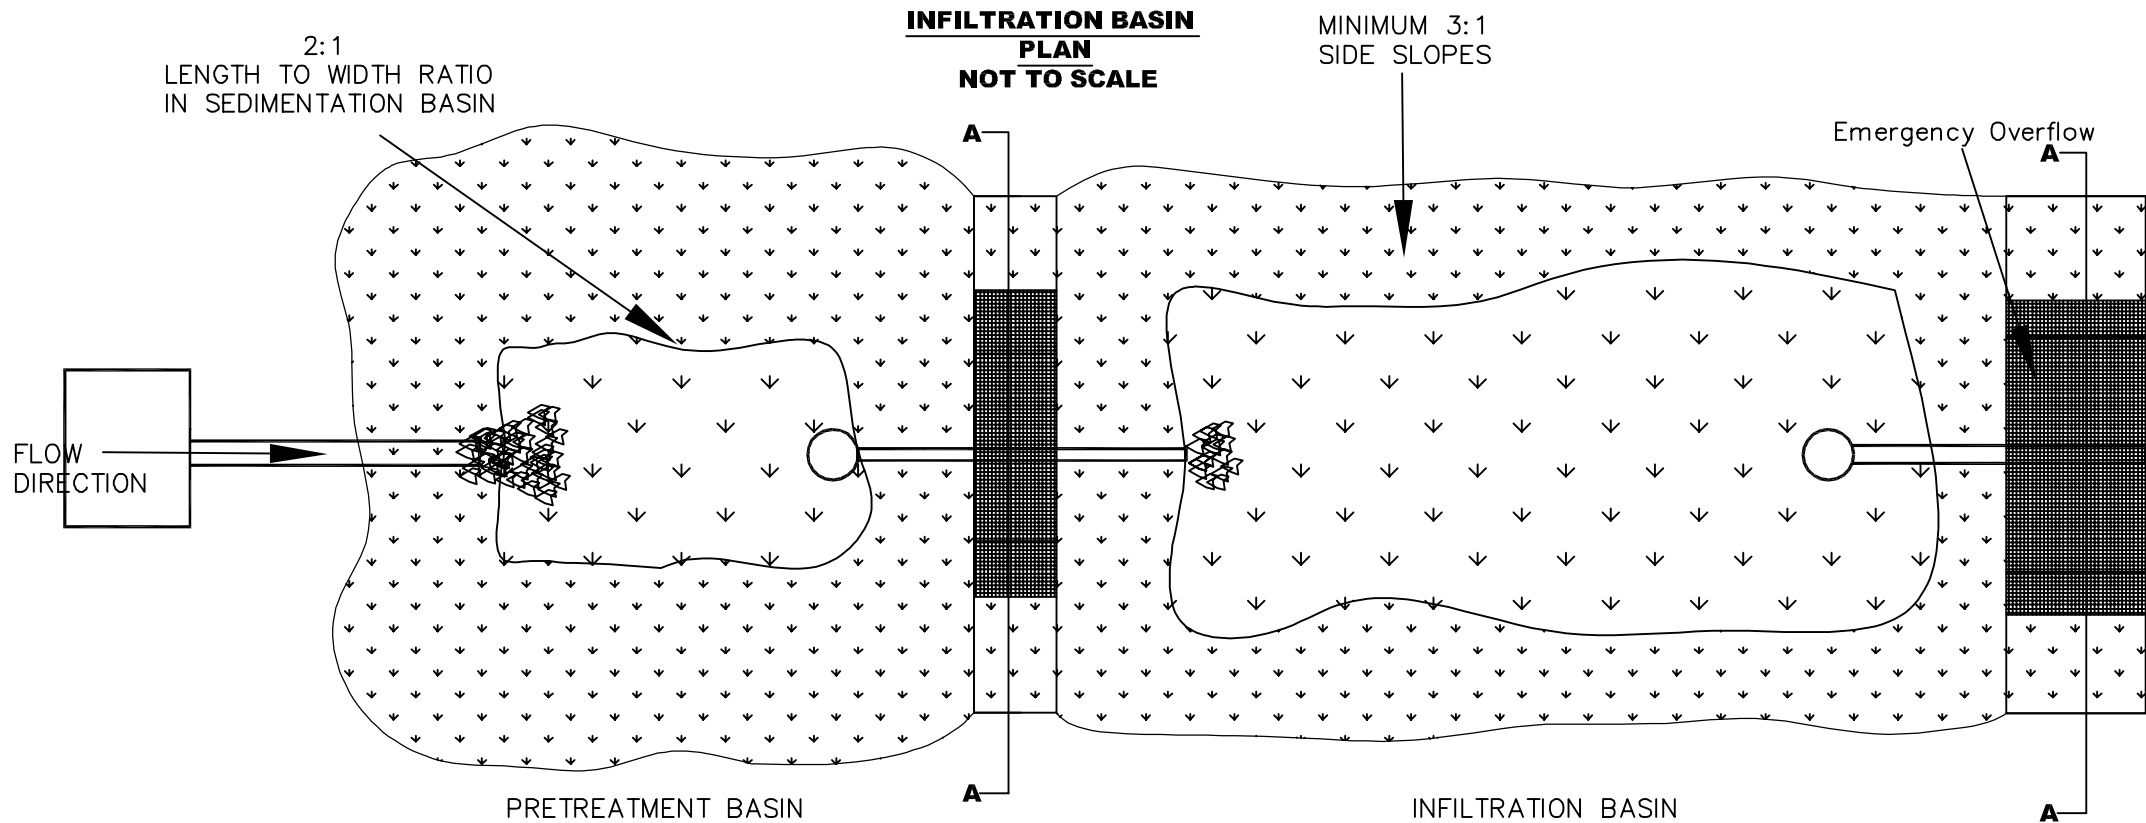 INFILTRATION BASIN
PLAN
NOT TO SCALE
2:1
LENGTH TO WIDTH RATIO
IN SEDIMENTATION BASIN
MINIMUM 3:1
SIDE SLOPES
A
Emergency Overflow
A
FLOW
DIRECTION
A
A
PRETREATMENT BASIN
INFILTRATION BASIN